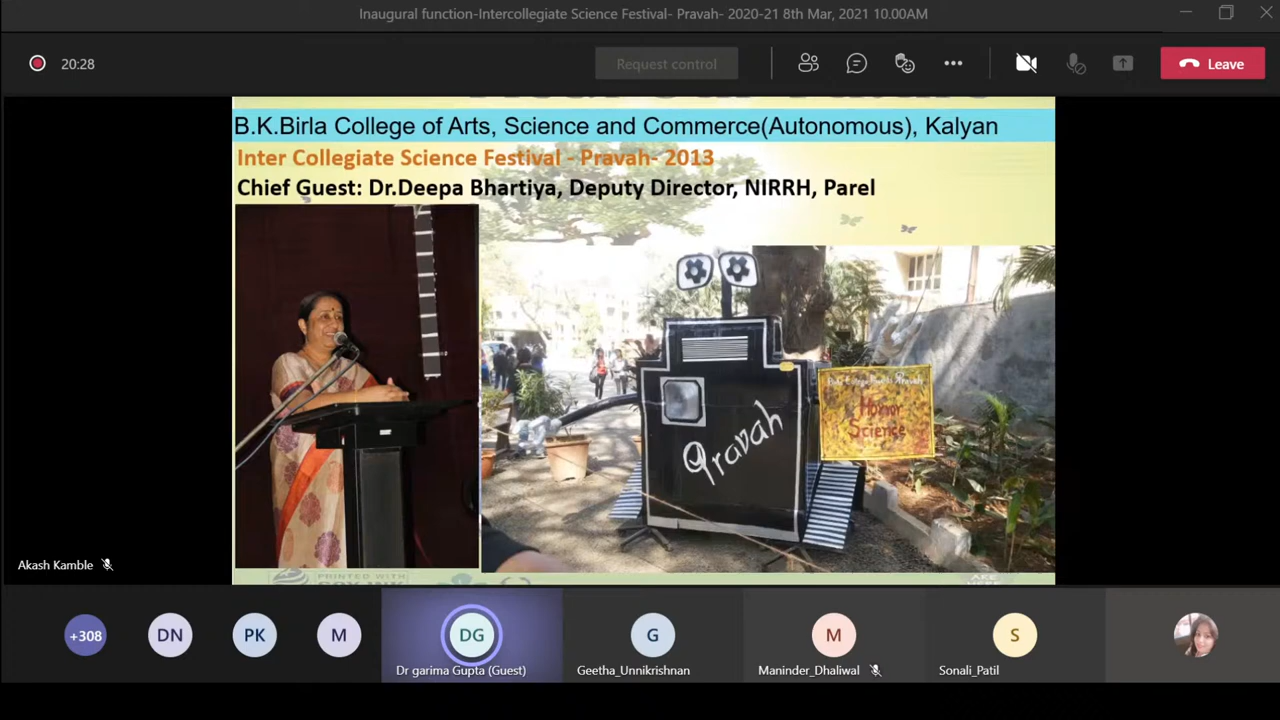 Inaugural function-Intercollegiate Science Festival- Pravah- 2020-21 8th Mar, 2021 10.00AM
20:28
Request control
Leave
B.K.Birla College of Arts, Science and Commerce(Autonomous), Kalyan
Inter Collegiate Science Festival - Pravah- 2013
Chief Guest: Dr.Deepa Bhartiya, Deputy Director, NIRRH, Parel
Pravah
Honor
Science
Akash Kamble
PRINTED WITH
+308
DN
PK
M
DG
G
M
S
Dr garima Gupta (Guest)
Geetha_Unnikrishnan
Maninder_Dhaliwal
Sonali_Patil